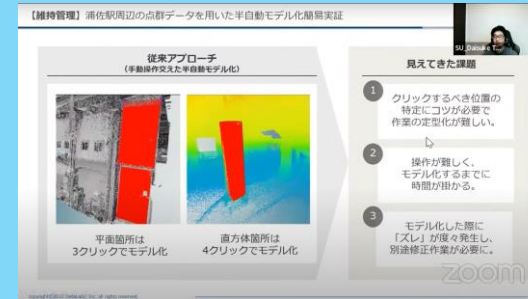 【維持管理】浦佐駅周辺の点群データを用いた半自動モデル化簡易実証
SU_Daisuke T...
従来アプローチ
(手動操作交えた半自動モデル化)
平面箇所は
3クリックでモデル化
直方体箇所は
4クリックでモデル化
見えてきた課題
1
クリックするべき位置の
特定にコツが必要で
作業の定型化が難しい。
2
操作が難しく、
モデル化するまでに
時間が掛かる。
3
モデル化した際に
「ズレ」が度々発生し、
別途修正作業が必要に。
zoom
copyright©2022 DataLabs, Inc. all rights reserved.